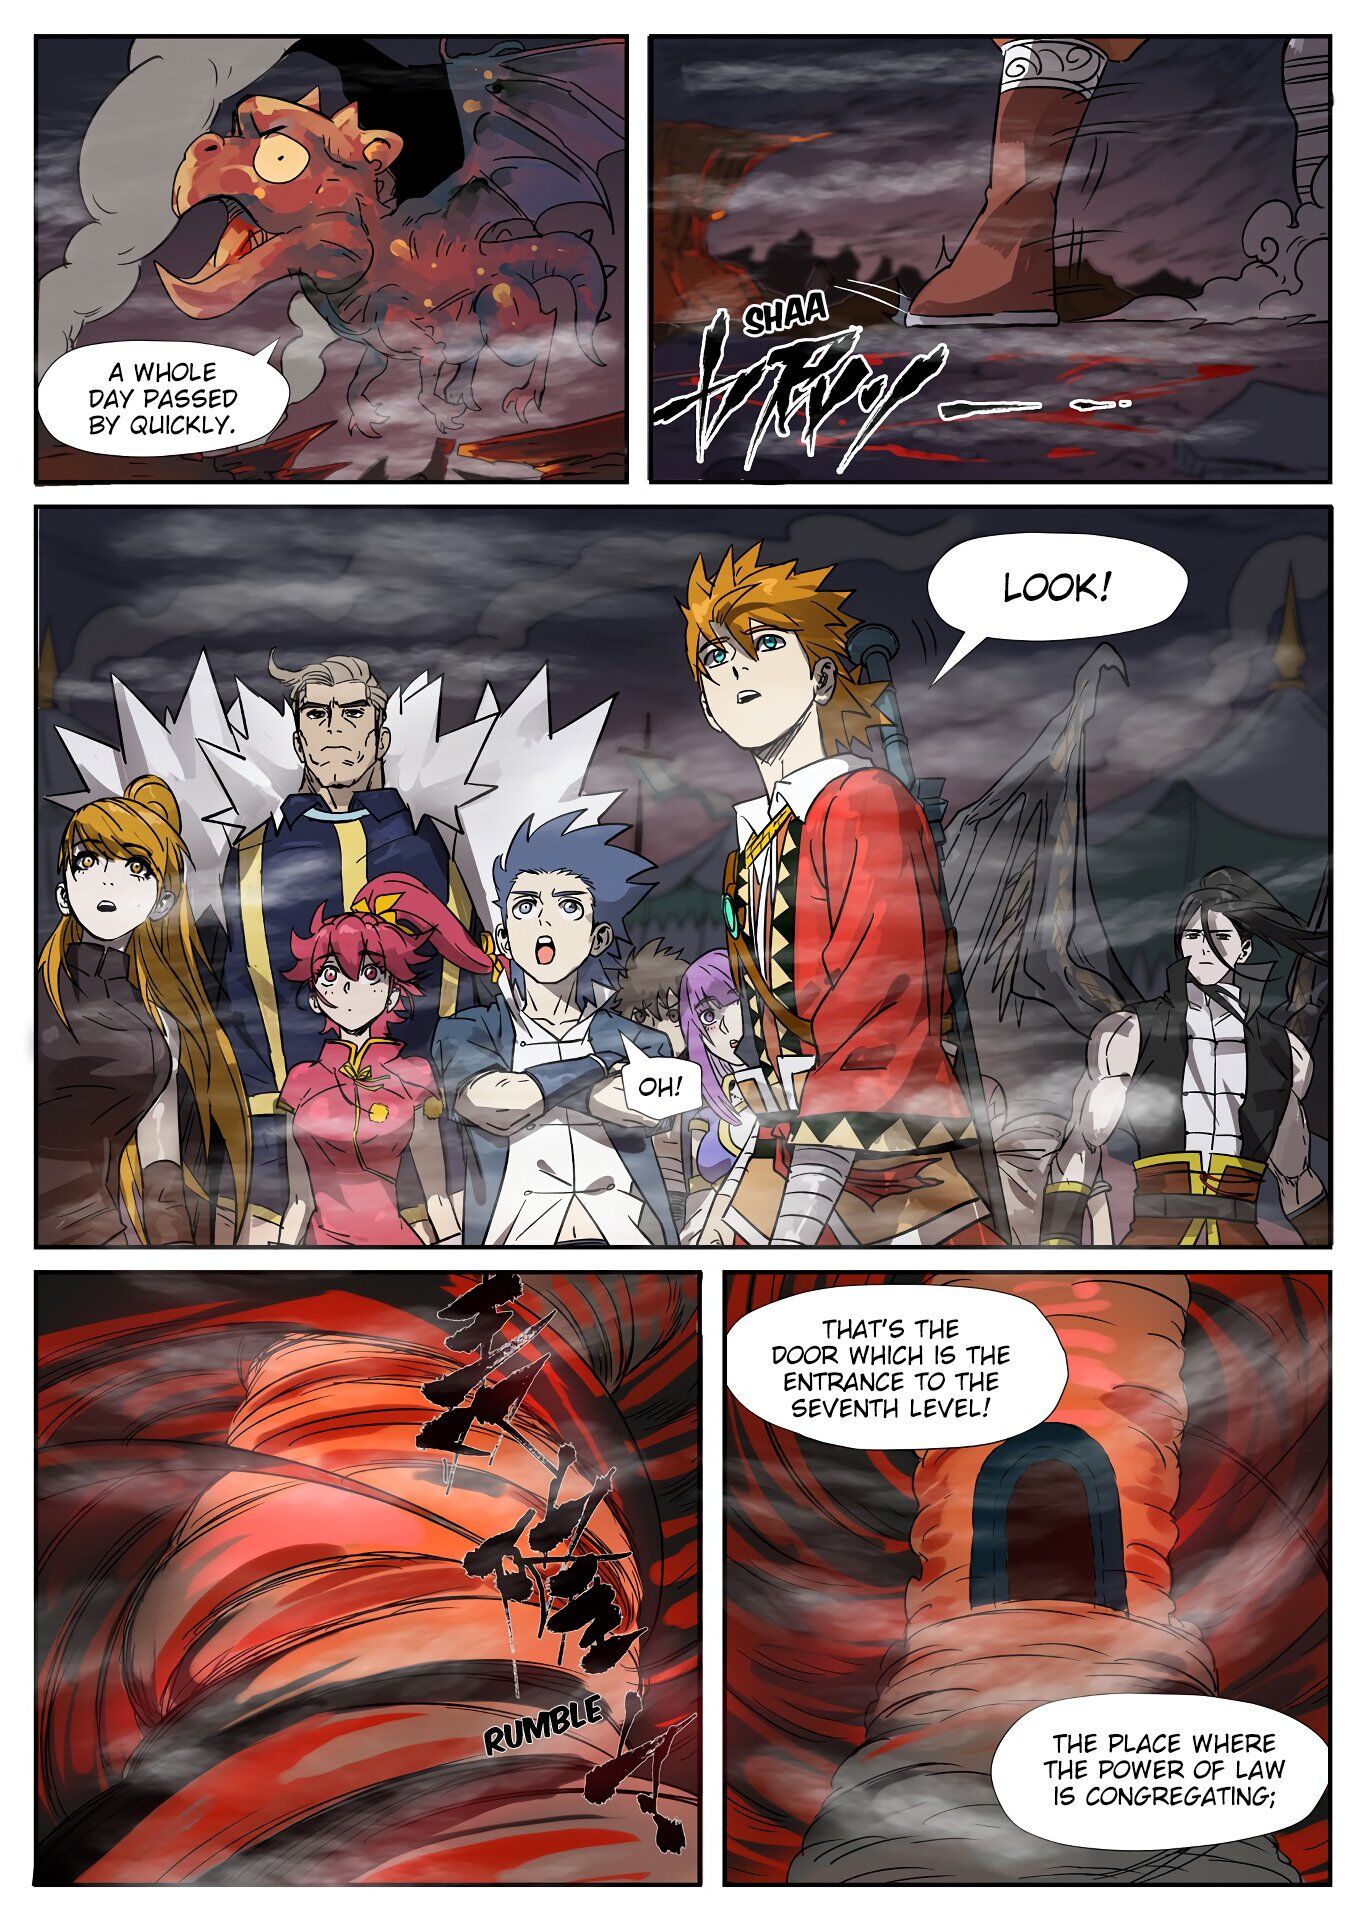 A WHOLE
DAY PASSED
BY QUICKLY.
SHAA
LOOK!
OH!
RUMBLE
THAT'S THE
DOOR WHICH IS THE
ENTRANCE TO THE
SEVENTH LEVEL!
THE PLACE WHERE
THE POWER OF LAW
IS CONGREGATING;